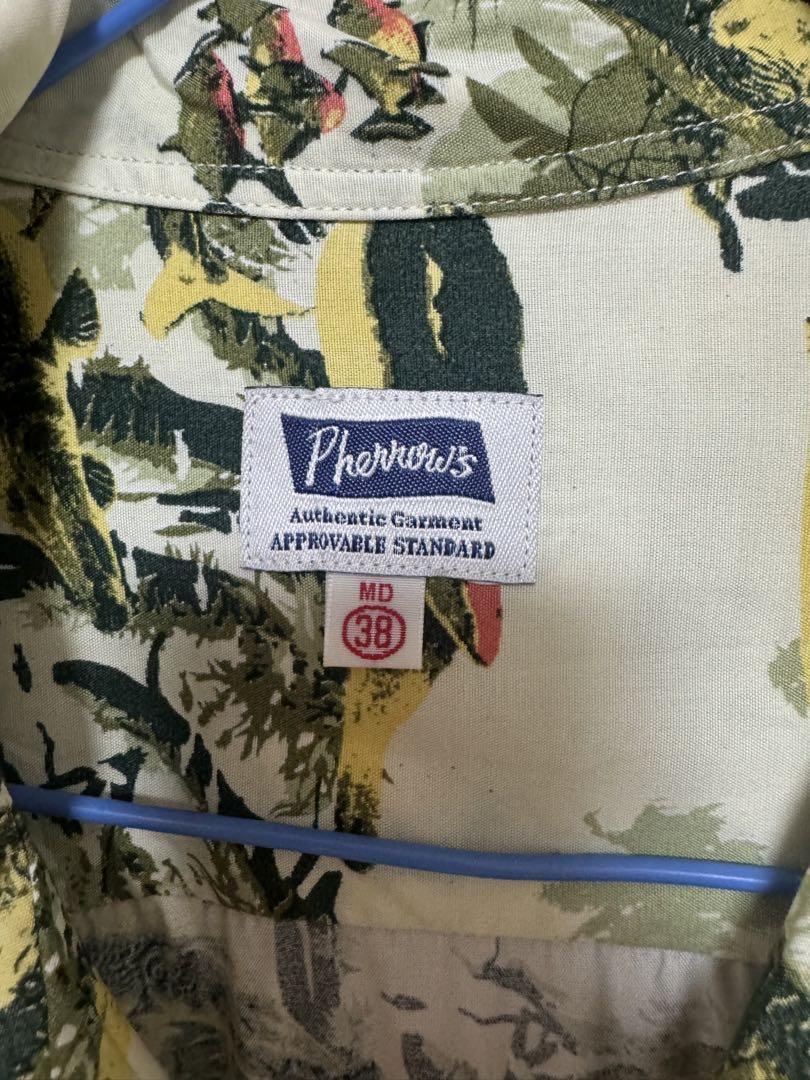 Pherrow's
Authentic Garment
APPROVABLE STANDARD
MD
38